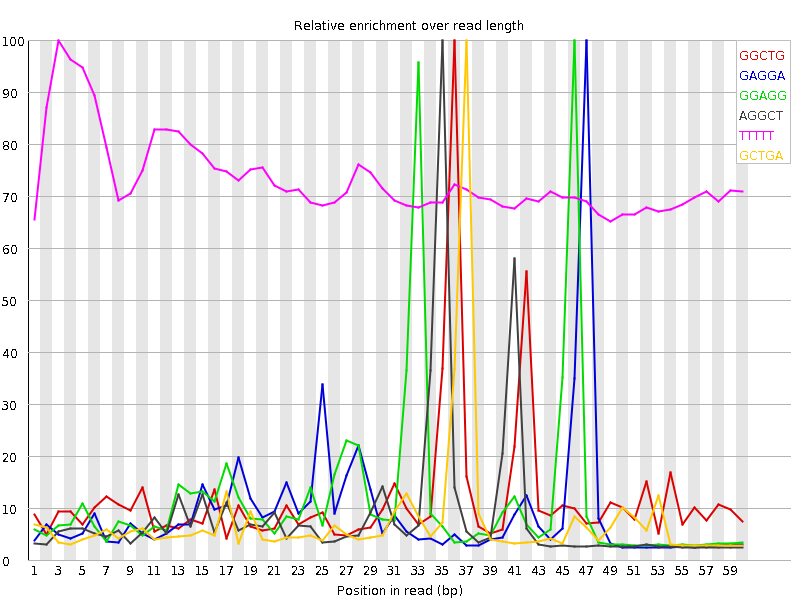 Relative enrichment over read length
100
90
80
70
60
50
40
30
20
10
0
GGCTG
GAGGA
GGAGG
AGGCT
TTTTT
GCTGA
1 3 5 7 9 11 13 15 17 19 21 23 25 27 29 31 33 35 37 39 41 43 45 47 49 51 53 55 57 59
Position in read (bp)